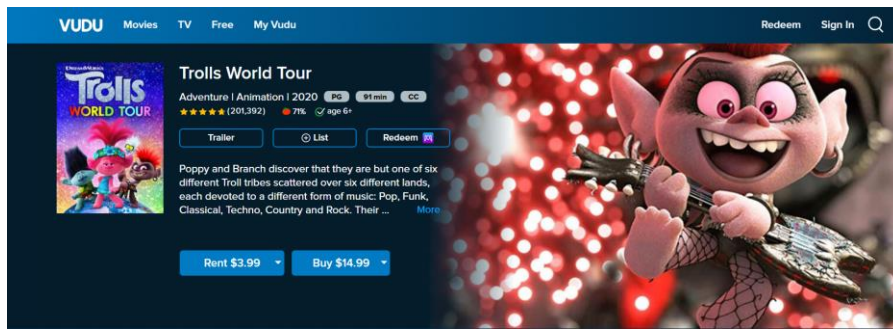 VUDU Movies TV Free My Vudu Redeem Sign In
Trolls
WORLD TOUR
Trolls World Tour
Adventure | Animation | 2020 PG 91 min CC
(201,392) 71% age 6+
Trailer List Redeem
Poppy and Branch discover that they are but one of six
different Troll tribes scattered over six different lands,
each devoted to a different form of music: Pop, Funk,
Classical, Techno, Country and Rock. Their ... More
Rent $3.99 Buy $14.99